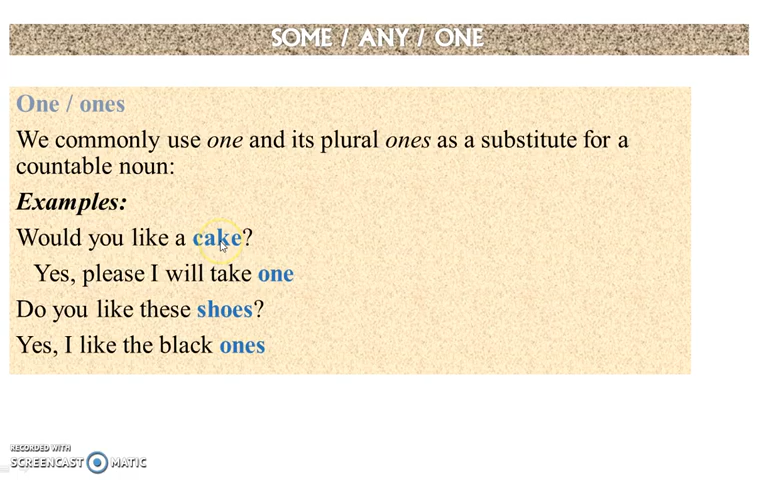 SOME / ANY / ONE
One / ones
We commonly use one and its plural ones as a substitute for a
countable noun:
Examples:
Would you like a cake?
Yes, please I will take one
Do you like these shoes?
Yes, I like the black ones
RECORDED WITH
SCREENCAST MATIC